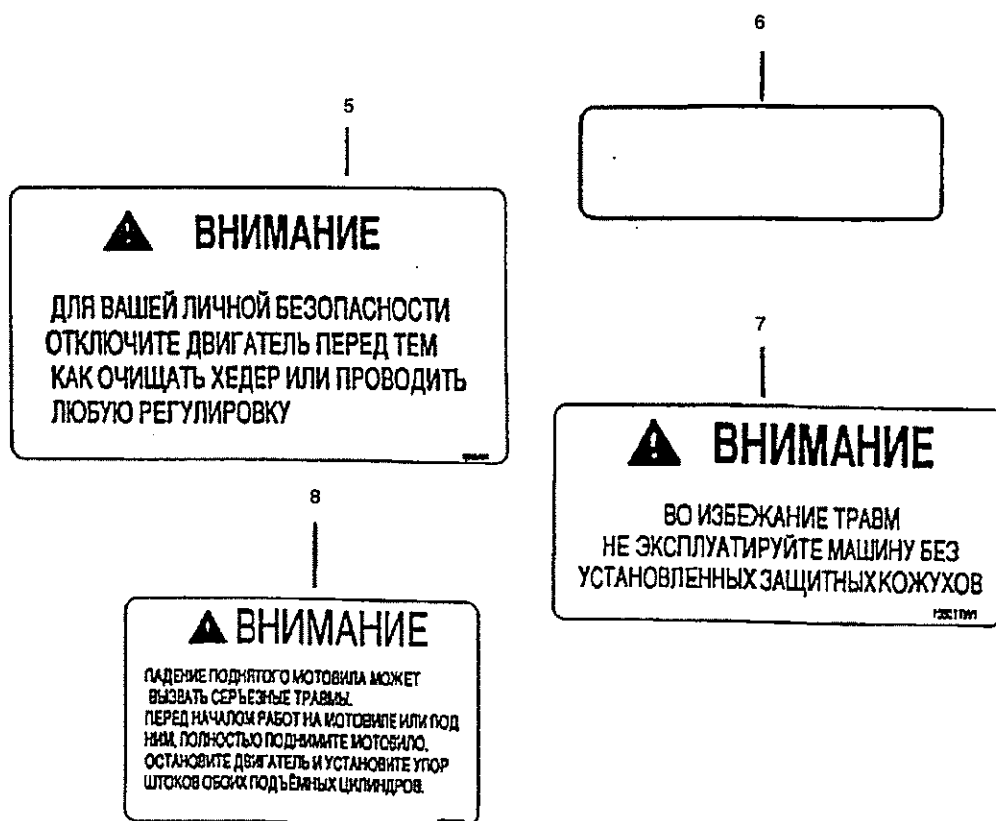 6
5
ВНИМАНИЕ
ДЛЯ ВАШЕЙ ЛИЧНОЙ БЕЗОПАСНОСТИ
ОТКЛЮЧИТЕ ДВИГАТЕЛЬ ПЕРЕД ТЕМ
КАК ОЧИЩАТЬ ХЕДЕР ИЛИ ПРОВОДИТЬ
ЛЮБУЮ РЕГУЛИРОВКУ
7
ВНИМАНИЕ
ВО ИЗБЕЖАНИЕ ТРАВМ
НЕ ЭКСПЛУАТИРУЙТЕ МАШИНУ БЕЗ
УСТАНОВЛЕННЫХ ЗАЩИТНЫХ КОЖУХОВ
8
ВНИМАНИЕ
ПАДЕНИЕ ПОДНЯТОГО МОТОВИЛА МОЖЕТ
ВЫЗВАТЬ СЕРЬЕЗНЫЕ ТРАВМЫ.
ПЕРЕД НАЧАЛОМ РАБОТ НА МОТОВИЛЕ ИЛИ ПОД
НИМ, ПОЛНОСТЬЮ ПОДНИМИТЕ МОТОВИЛО,
ОСТАНОВИТЕ ДВИГАТЕЛЬ И УСТАНОВИТЕ УПОР
ШТОКОВ ОБОИХ ПОДЪЁМНЫХ ЦИЛИНДРОВ.